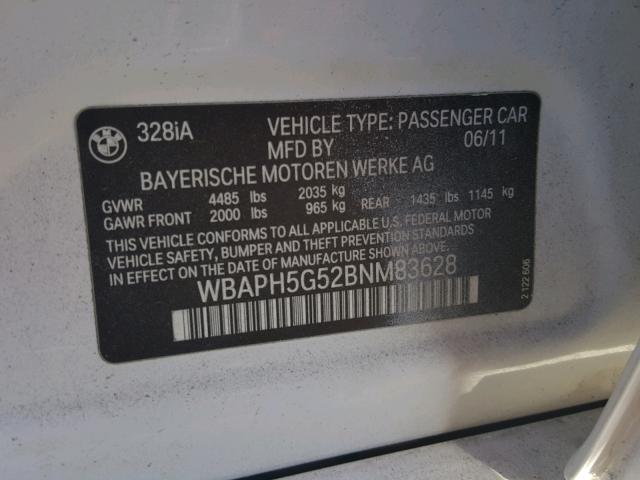 BMW
328iA VEHICLE TYPE: PASSENGER CAR
MFD BY 06/11
BAYERISCHE MOTOREN WERKE AG
GVWR 4485 lbs 2035 kg
GAWR FRONT 2000 lbs 965 kg REAR 1435 lbs 1145 kg
THIS VEHICLE CONFORMS TO ALL APPLICABLE U.S. FEDERAL MOTOR
VEHICLE SAFETY, BUMPER AND THEFT PREVENTION STANDARDS
IN EFFECT ON THE DATE OF MANUFACTURE SHOWN ABOVE.
WBAPH5G52BNM83628
2 122 606